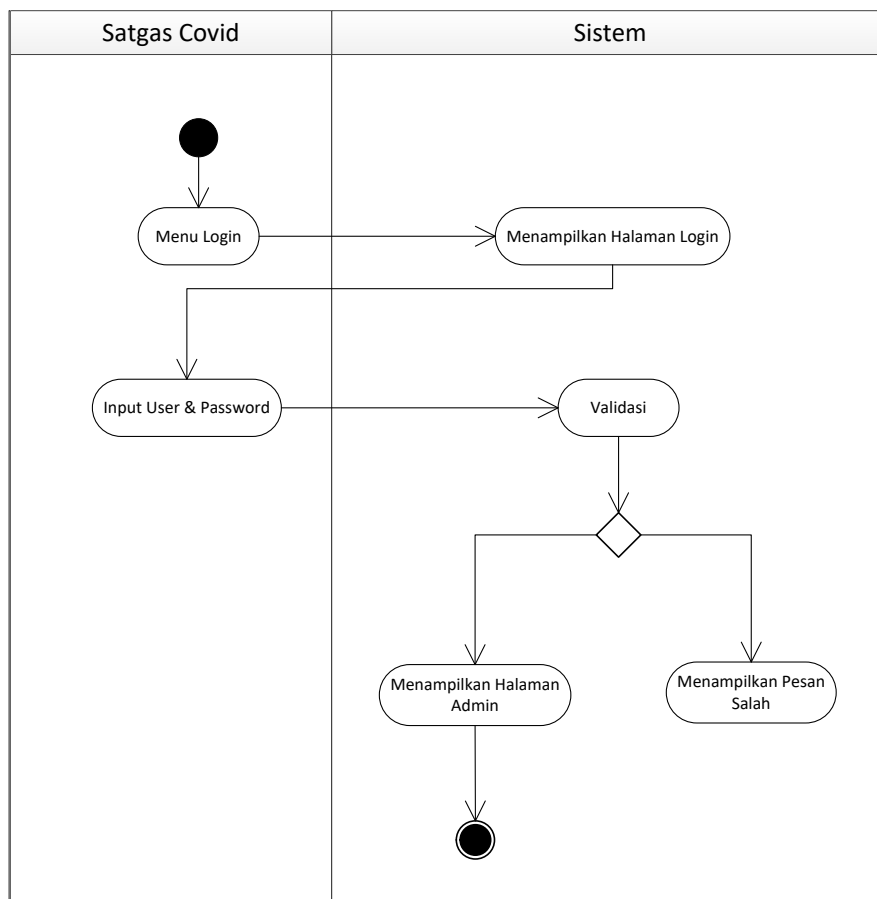 Satgas Covid
Sistem
Menu Login
Menampilkan Halaman Login
Input User & Password
Validasi
Menampilkan Halaman
Admin
Menampilkan Pesan
Salah